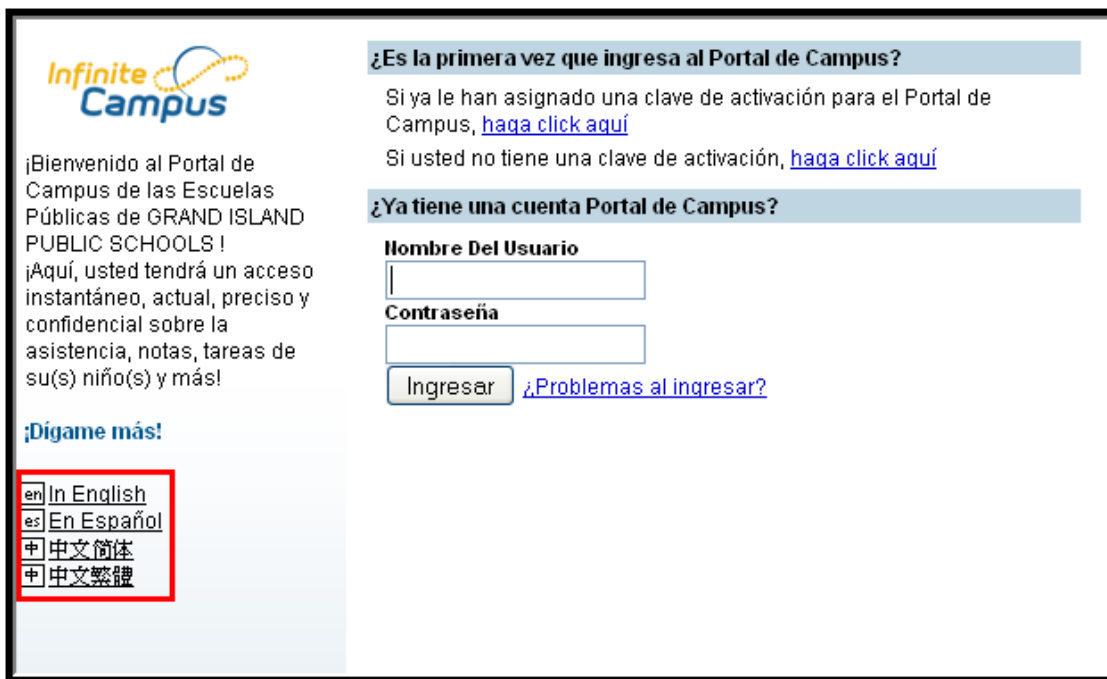 Infinite
Campus
¡Bienvenido al Portal de
Campus de las Escuelas
Públicas de GRAND ISLAND
PUBLIC SCHOOLS !
¡Aquí, usted tendrá un acceso
instantáneo, actual, preciso y
confidencial sobre la
asistencia, notas, tareas de
su(s) niño(s) y más!
¡Dígame más!
en In English
es En Español
中 中文简体
中 中文繁體
¿Es la primera vez que ingresa al Portal de Campus?
Si ya le han asignado una clave de activación para el Portal de
Campus, haga click aquí
Si usted no tiene una clave de activación, haga click aquí
¿Ya tiene una cuenta Portal de Campus?
Nombre Del Usuario
Contraseña
Ingresar ¿Problemas al ingresar?